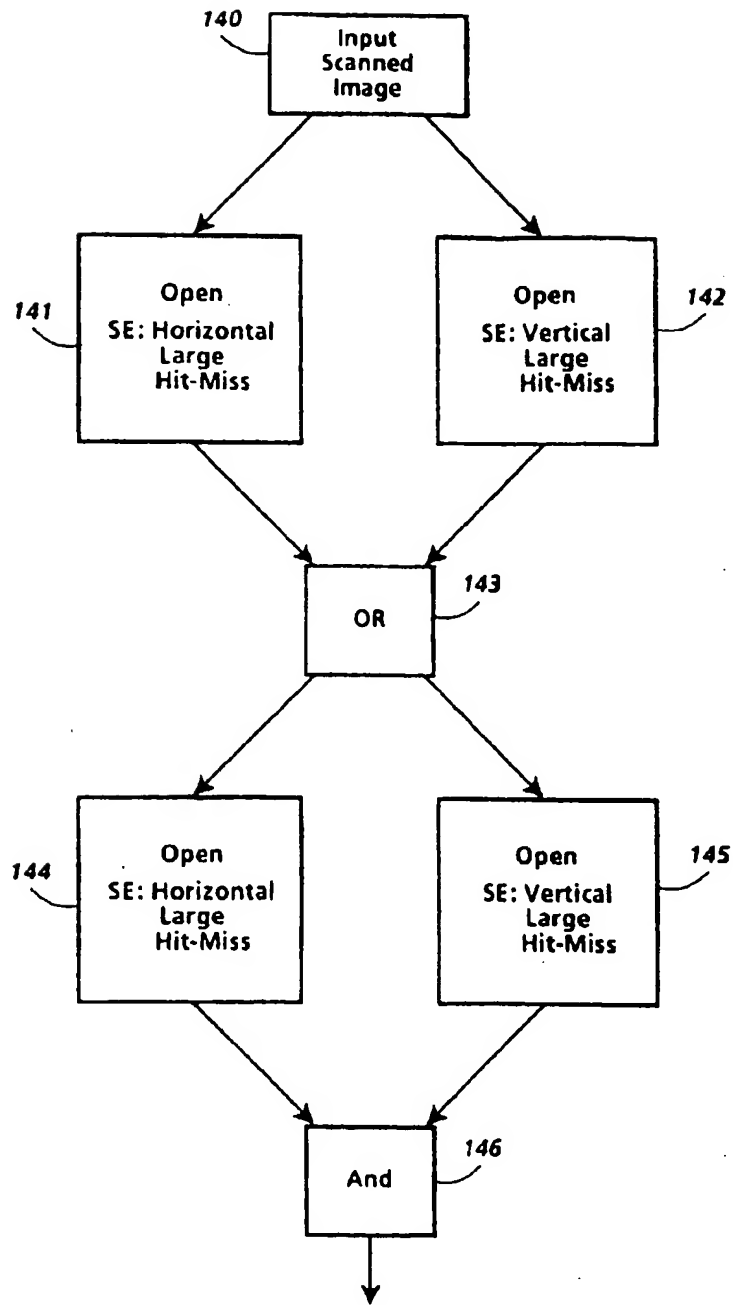 140
Input
Scanned
Image
141
Open
SE: Horizontal
Large
Hit-Miss
142
Open
SE: Vertical
Large
Hit-Miss
143
OR
144
Open
SE: Horizontal
Large
Hit-Miss
145
Open
SE: Vertical
Large
Hit-Miss
146
And